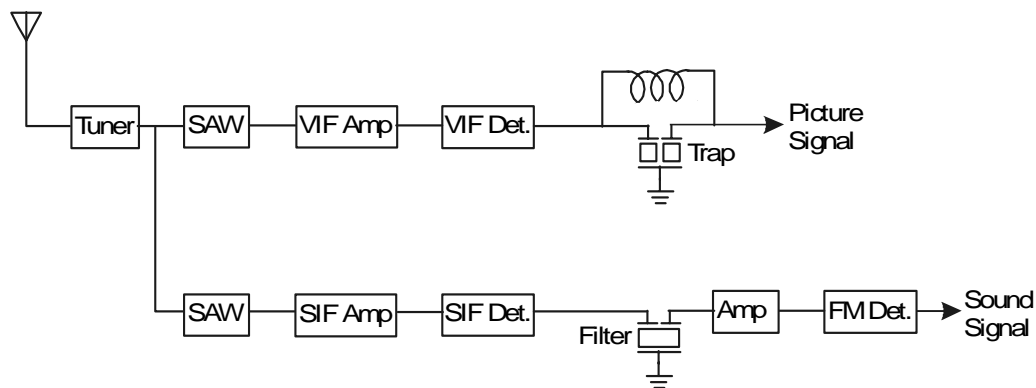 Tuner
SAW
VIF Amp
VIF Det.
Trap
Picture
Signal
SAW
SIF Amp
SIF Det.
Filter
Amp
FM Det.
Sound
Signal